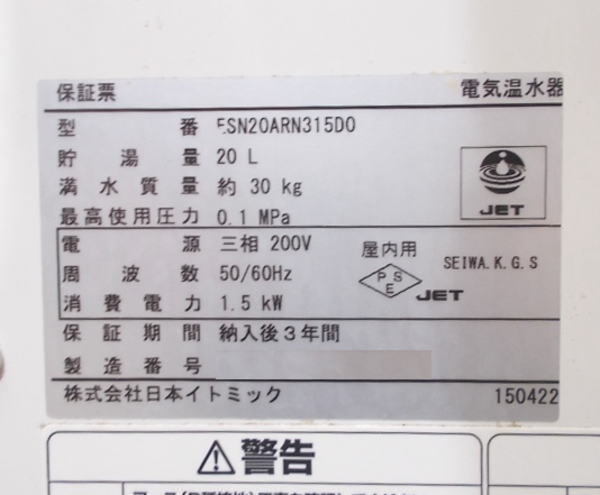 保証票 電気温水器
型番 ESN20ARN315D0
貯湯量 20 L
満水質量 約 30 kg
最高使用圧力 0.1 MPa
JET
電源 三相 200V 屋内用
周波数 50/60Hz PSE JET SEIWA.K.G.S
消費電力 1.5 kW
保証期間 納入後3年間
製造番号
株式会社日本イトミック 150422
⚠警告